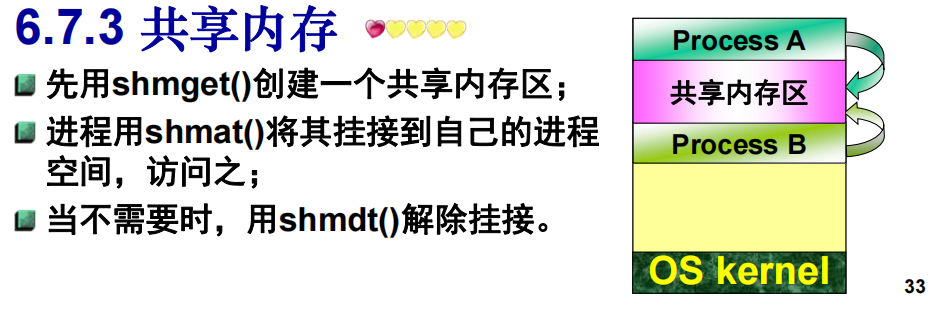 6.7.3 共享内存
先用shmget()创建一个共享内存区；
进程用shmat()将其挂接到自己的进程
空间，访问之；
当不需要时，用shmdt()解除挂接。
Process A
共享内存区
Process B
OS kernel
33